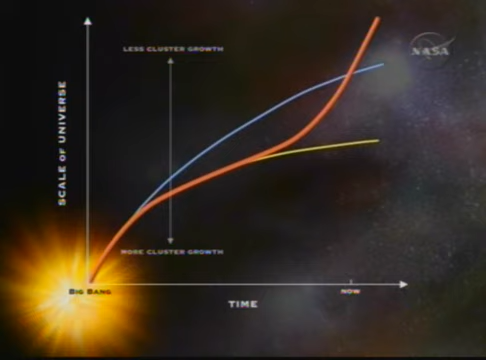 NASA
LESS CLUSTER GROWTH
SCALE OF UNIVERSE
MORE CLUSTER GROWTH
BIG BANG
NOW
TIME